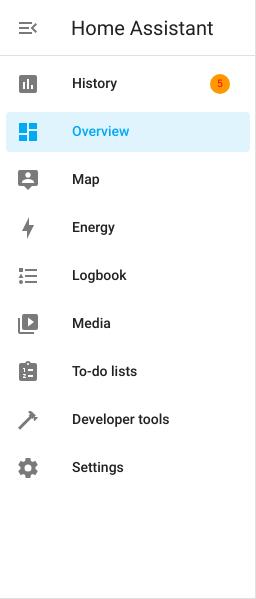 Home Assistant
History
5
Overview
Map
Energy
Logbook
Media
To-do lists
Developer tools
Settings